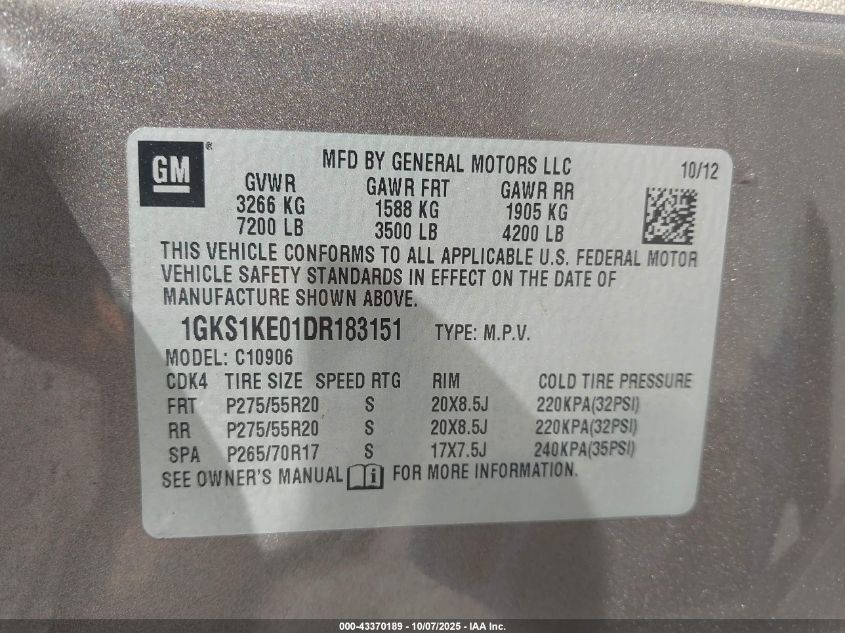 GM®
MFD BY GENERAL MOTORS LLC 10/12
GVWR GAWR FRT GAWR RR
3266 KG 1588 KG 1905 KG
7200 LB 3500 LB 4200 LB
THIS VEHICLE CONFORMS TO ALL APPLICABLE U.S. FEDERAL MOTOR
VEHICLE SAFETY STANDARDS IN EFFECT ON THE DATE OF
MANUFACTURE SHOWN ABOVE.
1GKS1KE01DR183151 TYPE: M.P.V.
MODEL: C10906
CDK4 TIRE SIZE SPEED RTG RIM COLD TIRE PRESSURE
FRT P275/55R20 S 20X8.5J 220KPA(32PSI)
RR P275/55R20 S 20X8.5J 220KPA(32PSI)
SPA P265/70R17 S 17X7.5J 240KPA(35PSI)
SEE OWNER'S MANUAL i FOR MORE INFORMATION.
000-43370189 - 10/07/2025 - IAA Inc.